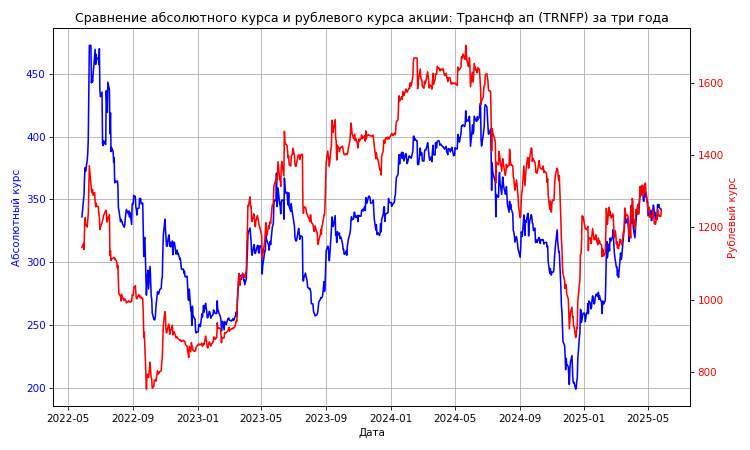 Сравнение абсолютного курса и рублевого курса акции: Транснф ап (TRNFP) за три года
Абсолютный курс
450
400
350
300
250
200
1600
1400
1200
1000
800
Рублевый курс
2022-05 2022-09 2023-01 2023-05 2023-09 2024-01 2024-05 2024-09 2025-01 2025-05
Дата